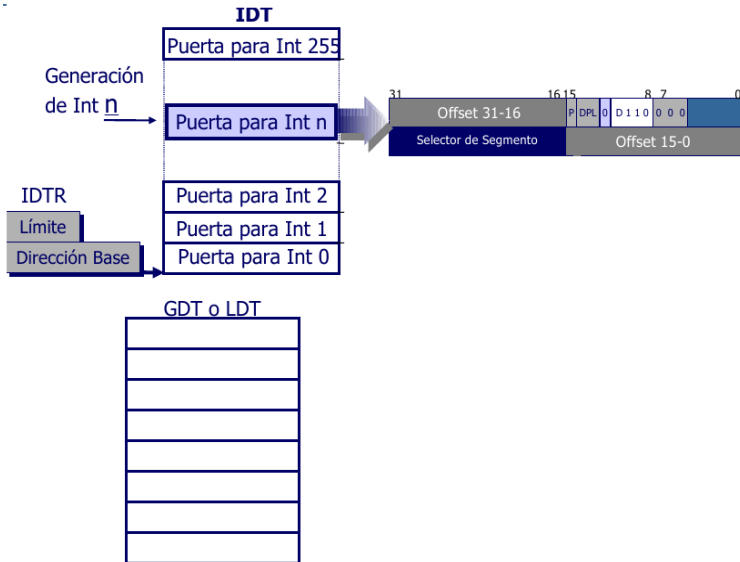 IDT
Puerta para Int 255
Generación
de Int n
Puerta para Int n
31 16 15 8 7 0
Offset 31-16 P DPL 0 D 1 1 0 0 0 0
Selector de Segmento Offset 15-0
IDTR
Límite
Dirección Base
Puerta para Int 2
Puerta para Int 1
Puerta para Int 0
GDT o LDT